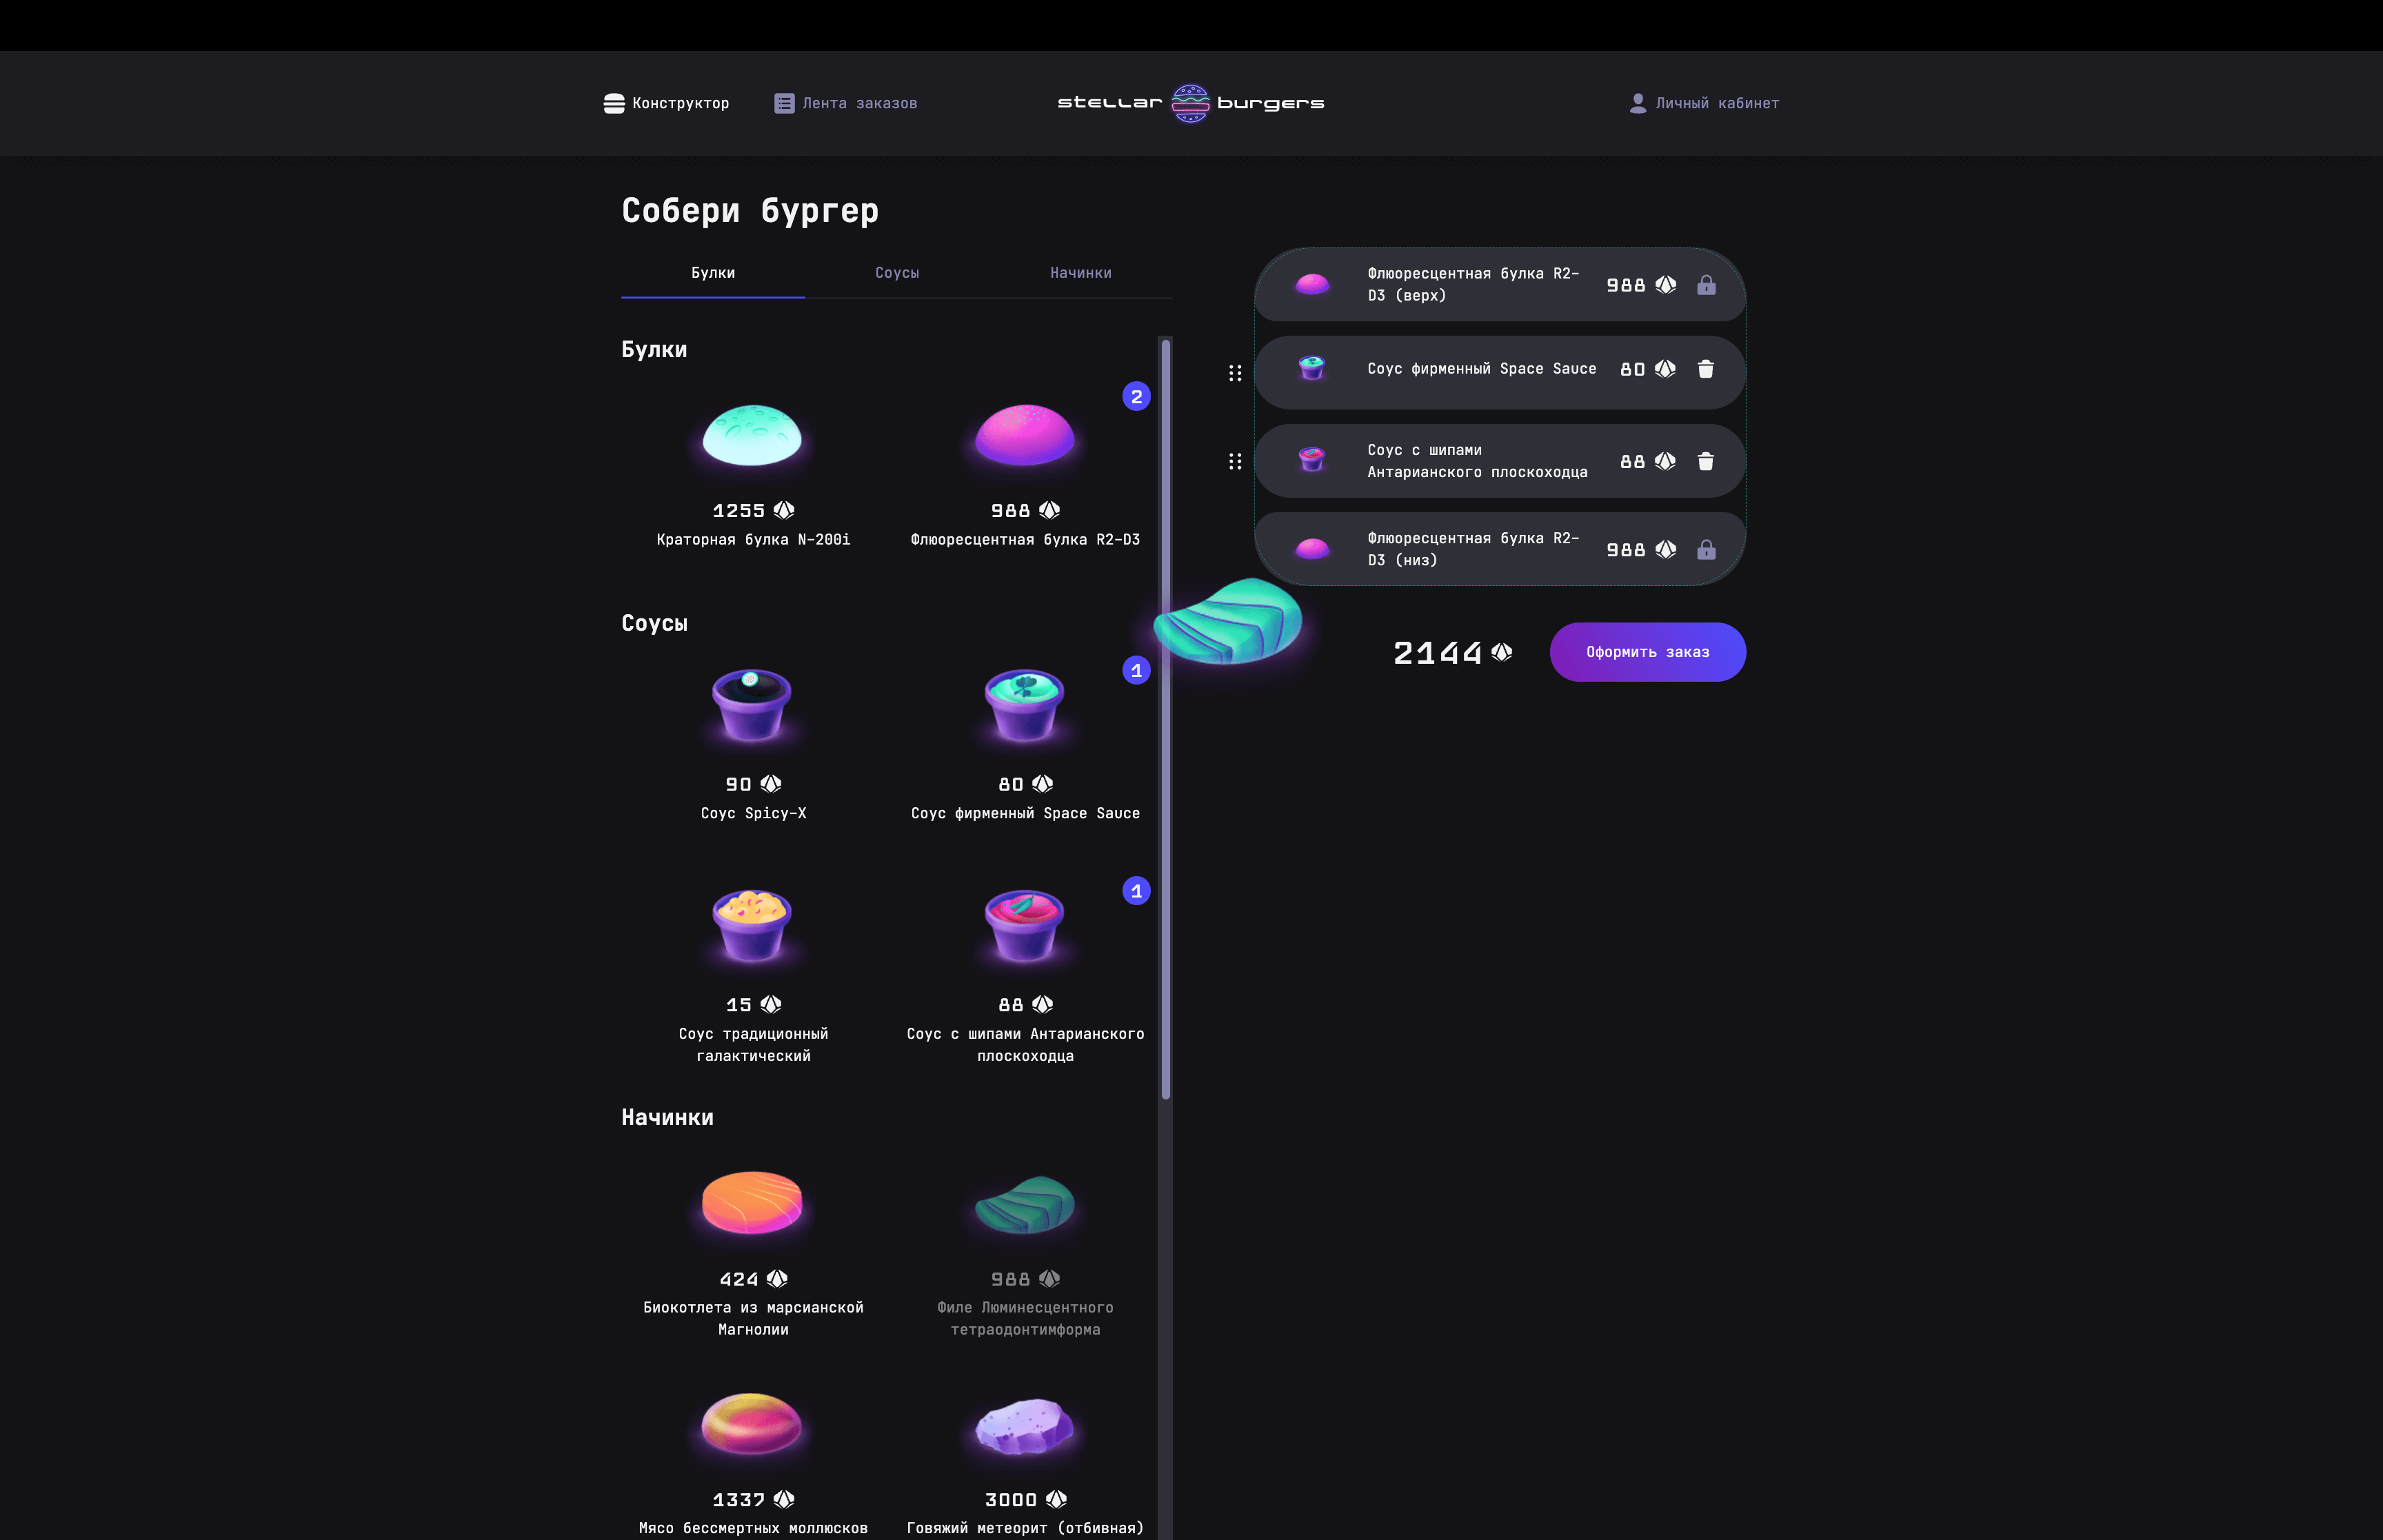 Конструктор
Лента заказов
stellar burgers
Личный кабинет
Собери бургер
Булки
Соусы
Начинки
Булки
2
1255
Краторная булка N-200i
988
Флюоресцентная булка R2-D3
Соусы
1
90
Соус Spicy-X
80
Соус фирменный Space Sauce
1
15
Соус традиционный
галактический
88
Соус с шипами Антарианского
плоскоходца
Начинки
424
Биокотлета из марсианской
Магнолии
988
Филе Люминесцентного
тетраодонтимформа
1337
Мясо бессмертных моллюсков
3000
Говяжий метеорит (отбивная)
Флюоресцентная булка R2-
D3 (верх)
988
Соус фирменный Space Sauce
80
Соус с шипами
Антарианского плоскоходца
88
Флюоресцентная булка R2-
D3 (низ)
988
2144
Оформить заказ